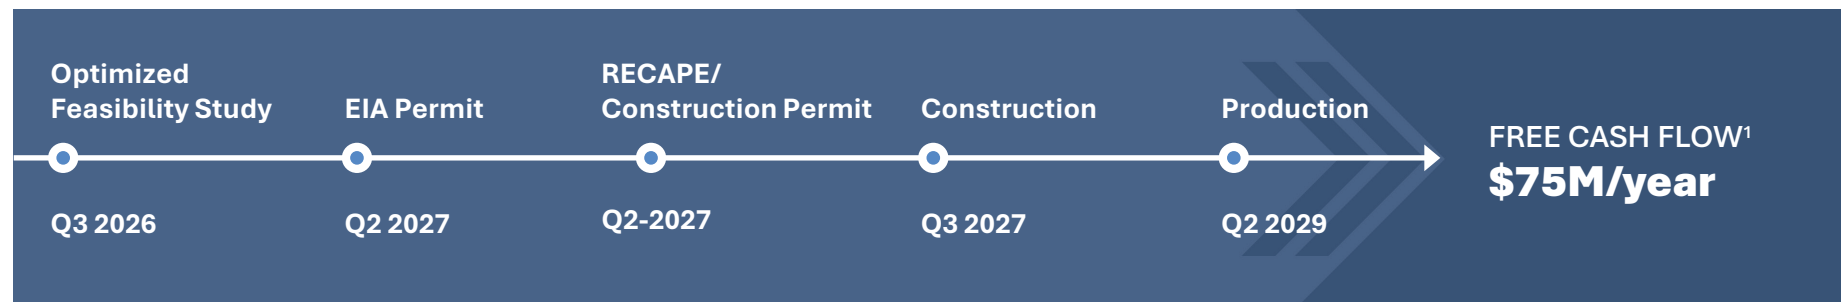 Optimized
Feasibility Study
Q3 2026
EIA Permit
Q2 2027
RECAPE/
Construction Permit
Q2-2027
Construction
Q3 2027
Production
Q2 2029
FREE CASH FLOW¹
$75M/year